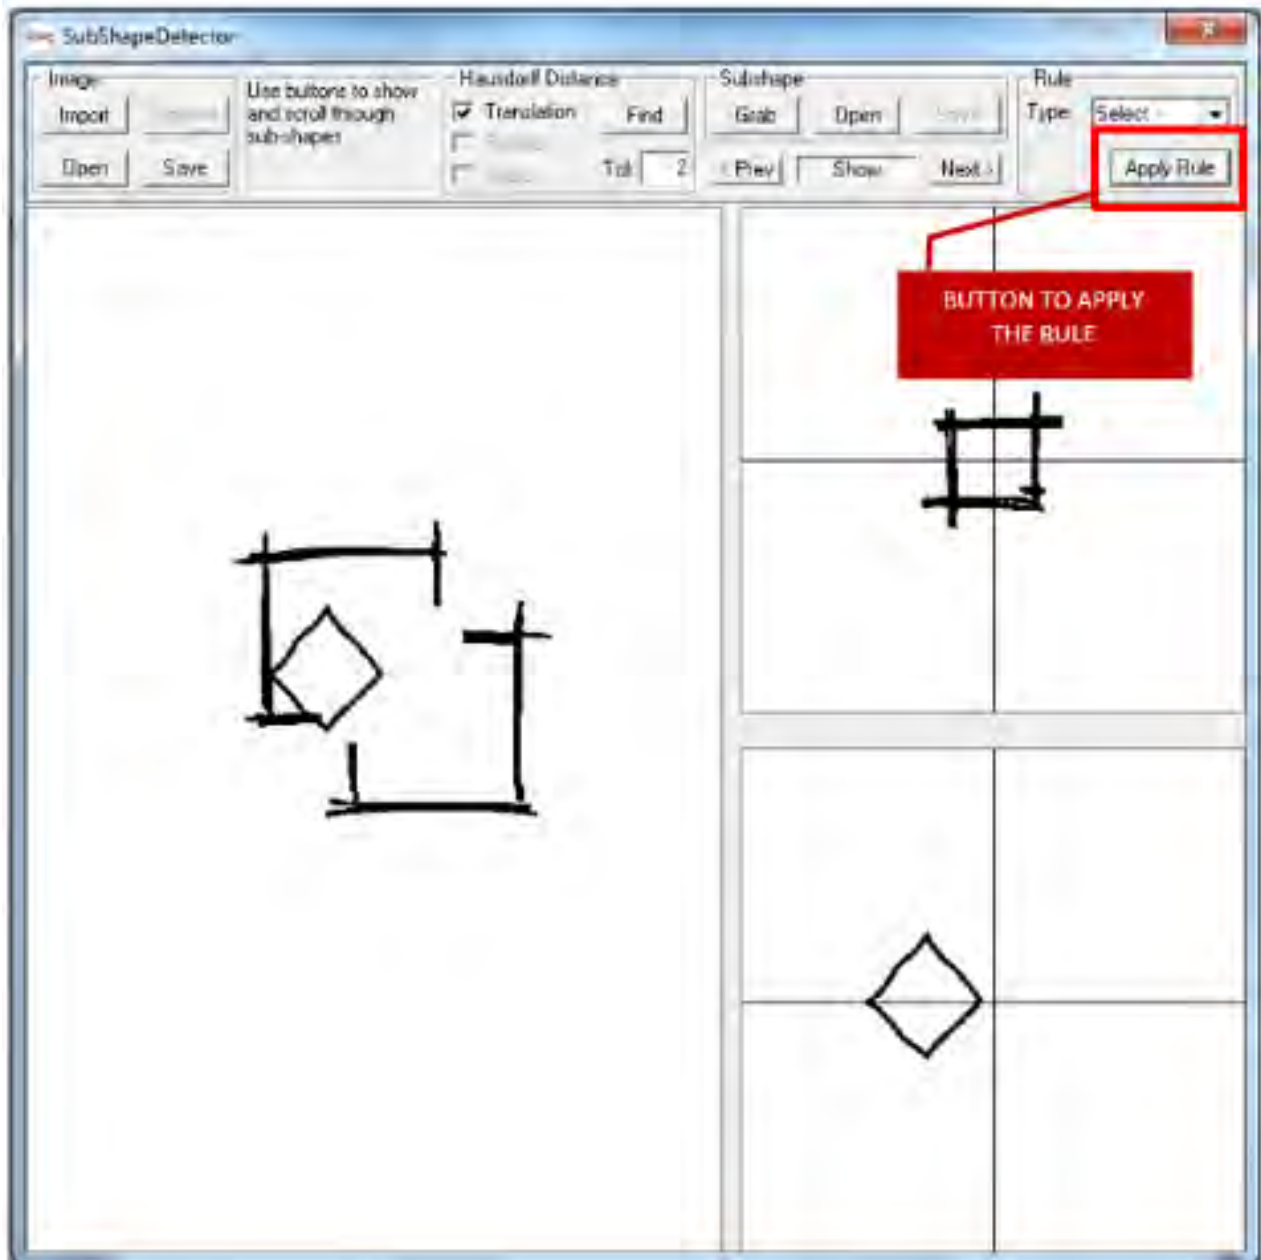 SubShapeDetector
Image
Import
Open
Save
Use buttons to show
and scroll through
sub-shapes
Hausdorff Distance
Translation
Find
Tol:
2
Subshape
Grab
Open
< Prev
Show
Next >
Rule
Type:
Select -
Apply Rule
BUTTON TO APPLY
THE RULE